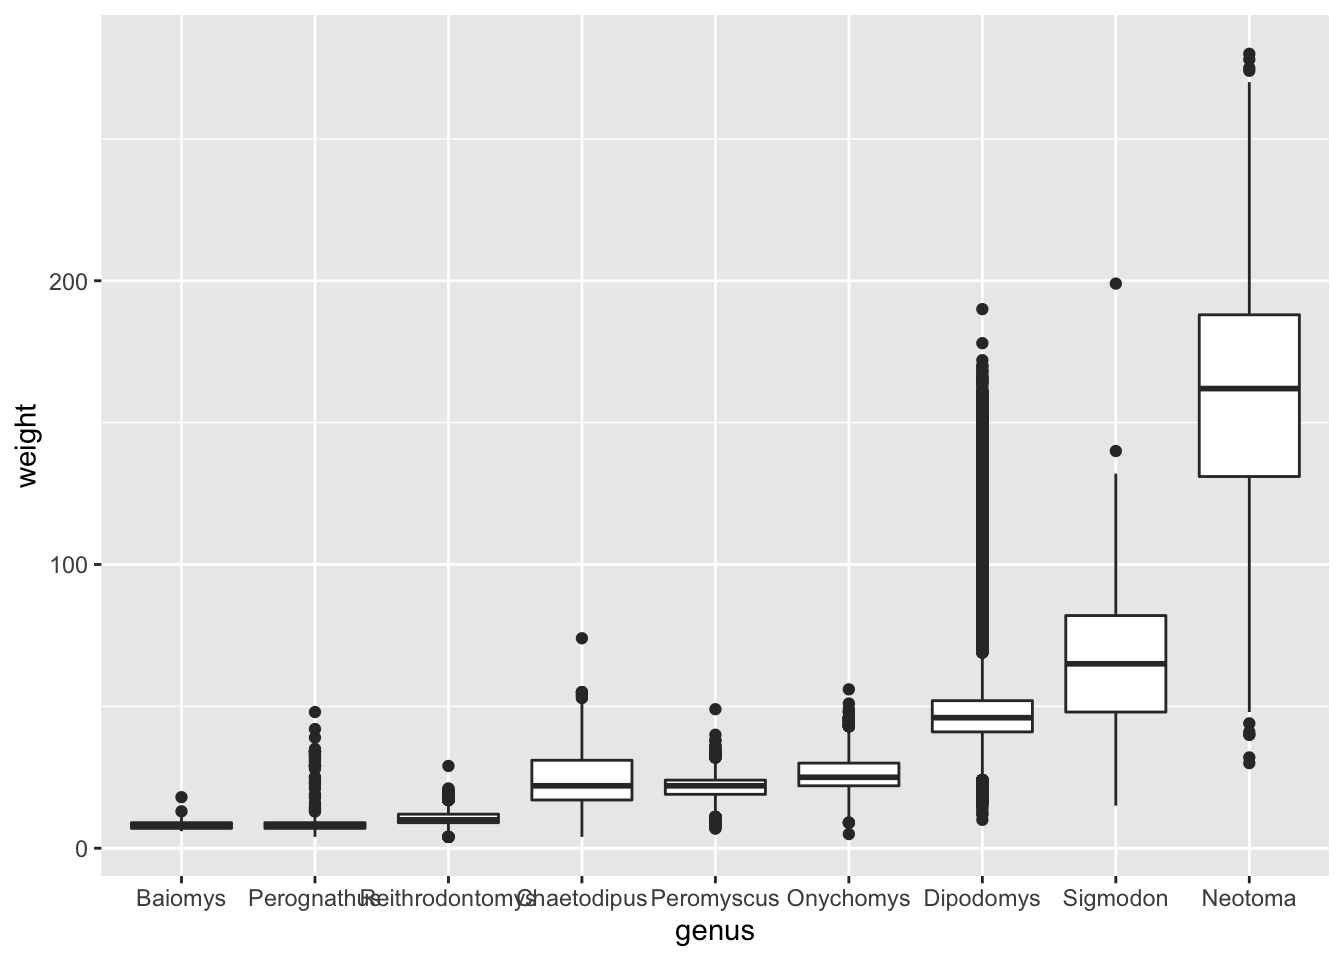 weight
200
100
0
Baiomys Perognathus Reithrodontomys Chaetodipus Peromyscus Onychomys Dipodomys Sigmodon Neotoma
genus